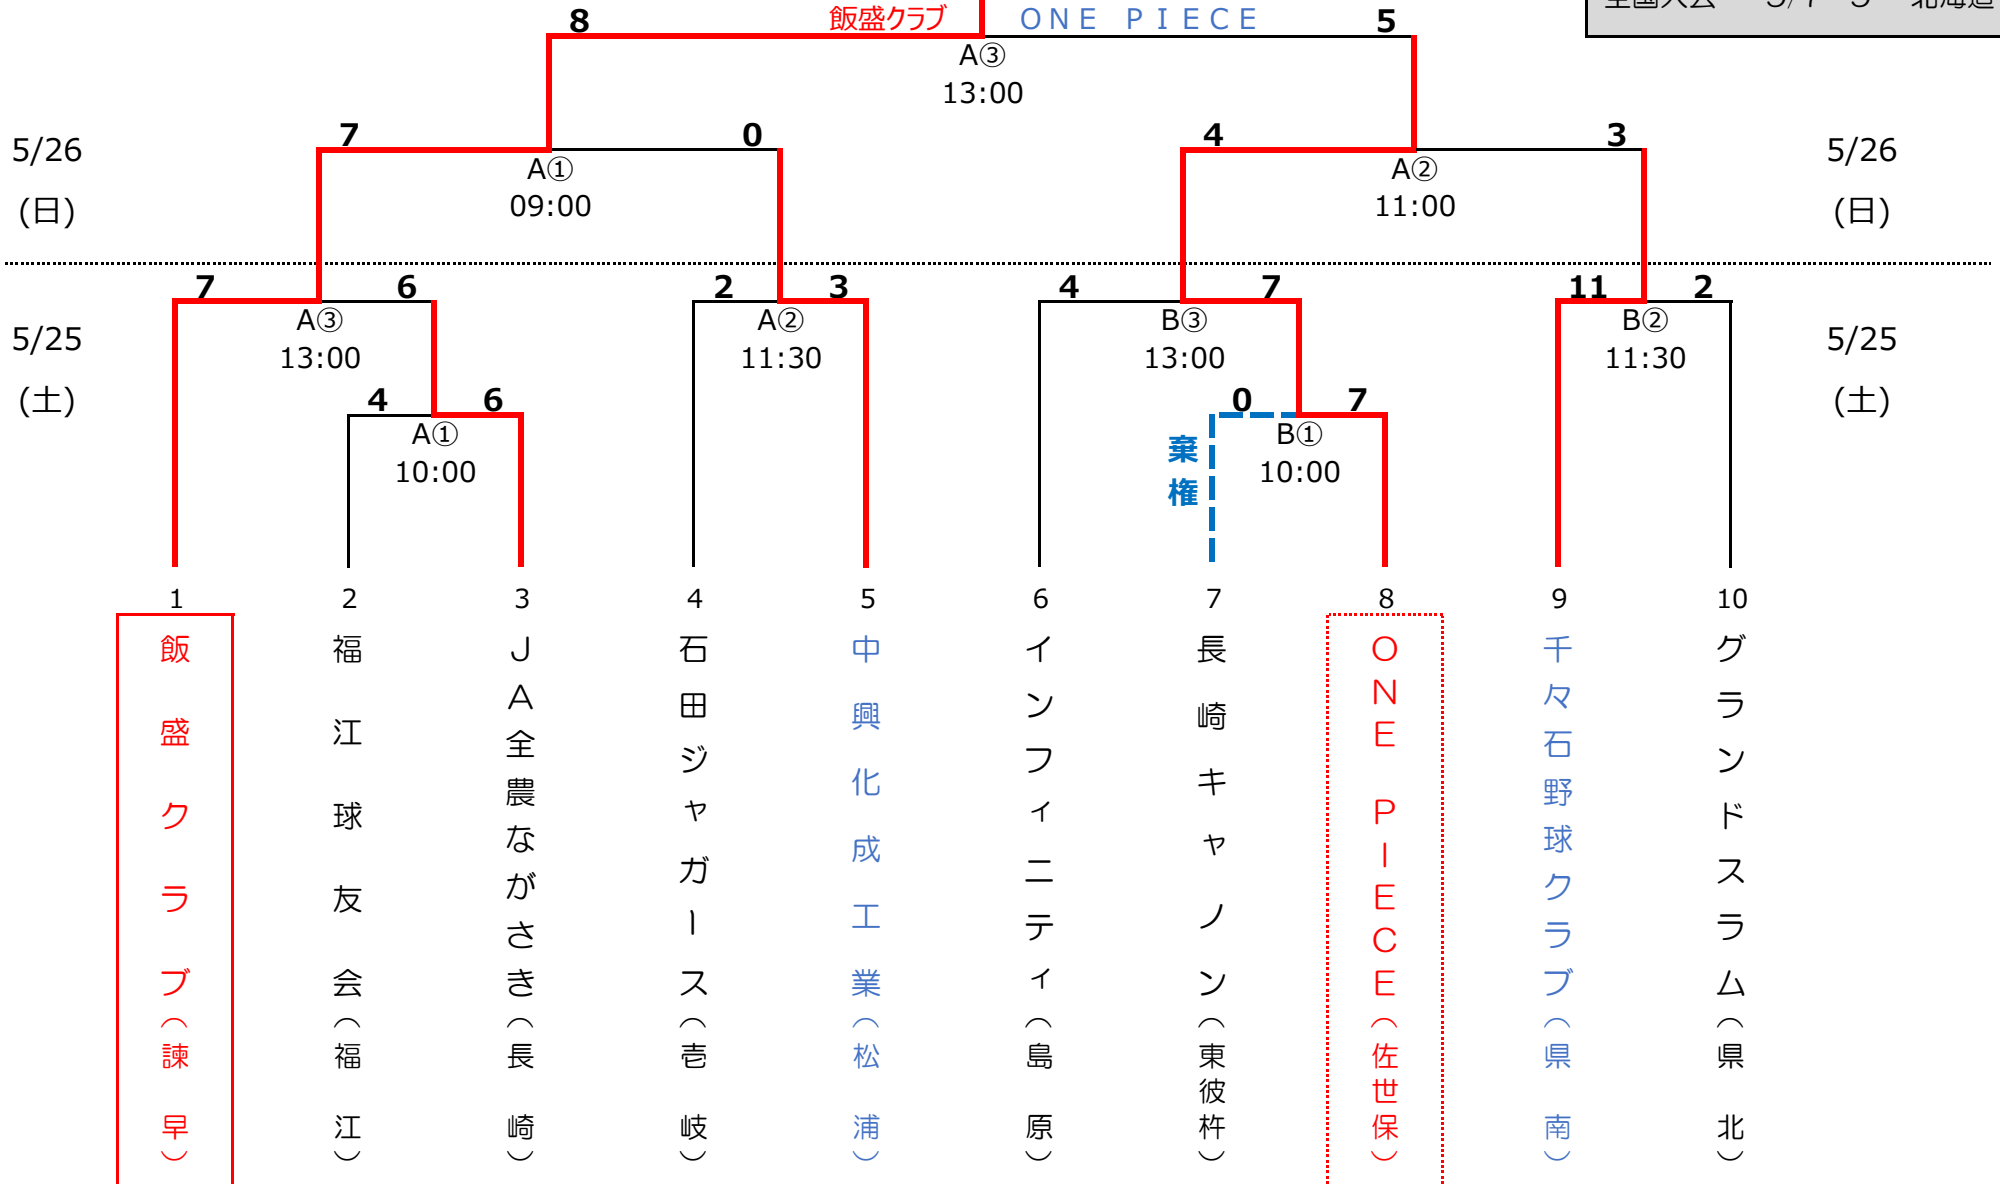 8 飯盛クラブ ONE PIECE 5
A③
13:00
5/26
(日)
7 0
A①
09:00
4 3
A②
11:00
5/26
(日)
5/25
(土)
7 6
A③
13:00
2 3
A②
11:30
4 7
B③
13:00
11 2
B②
11:30
5/25
(土)
4 6
A①
10:00
0 7
B①
10:00
棄権
1 2 3 4 5 6 7 8 9 10
飯盛クラブ(諫早)
福江球友会(福江)
JA全農ながさき(長崎)
石田ジャガース(壱岐)
中興化成工業(松浦)
インフィニティ(島原)
長崎キャノン(東彼杵)
ONE PIECE(佐世保)
千々石野球クラブ(県南)
グランドスラム(県北)